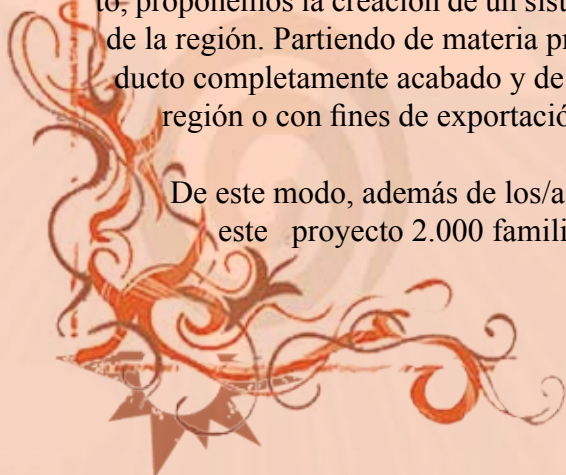 to, proponemos la creación de un sist
de la región. Partiendo de materia pr
ducto completamente acabado y de
región o con fines de exportació
De este modo, además de los/a
este proyecto 2.000 famili